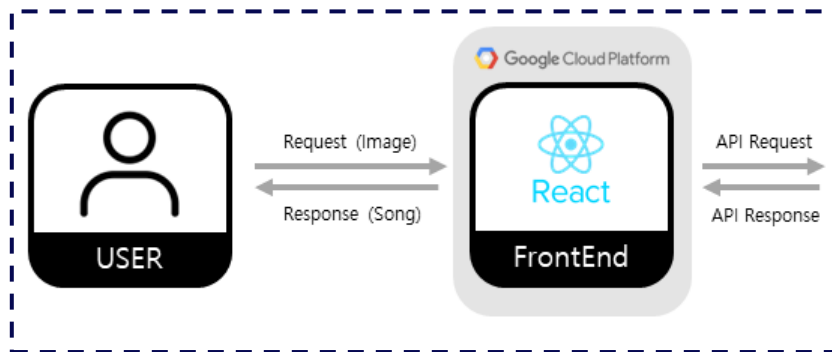 Google Cloud Platform
Request (Image)
Response (Song)
USER
React
FrontEnd
API Request
API Response